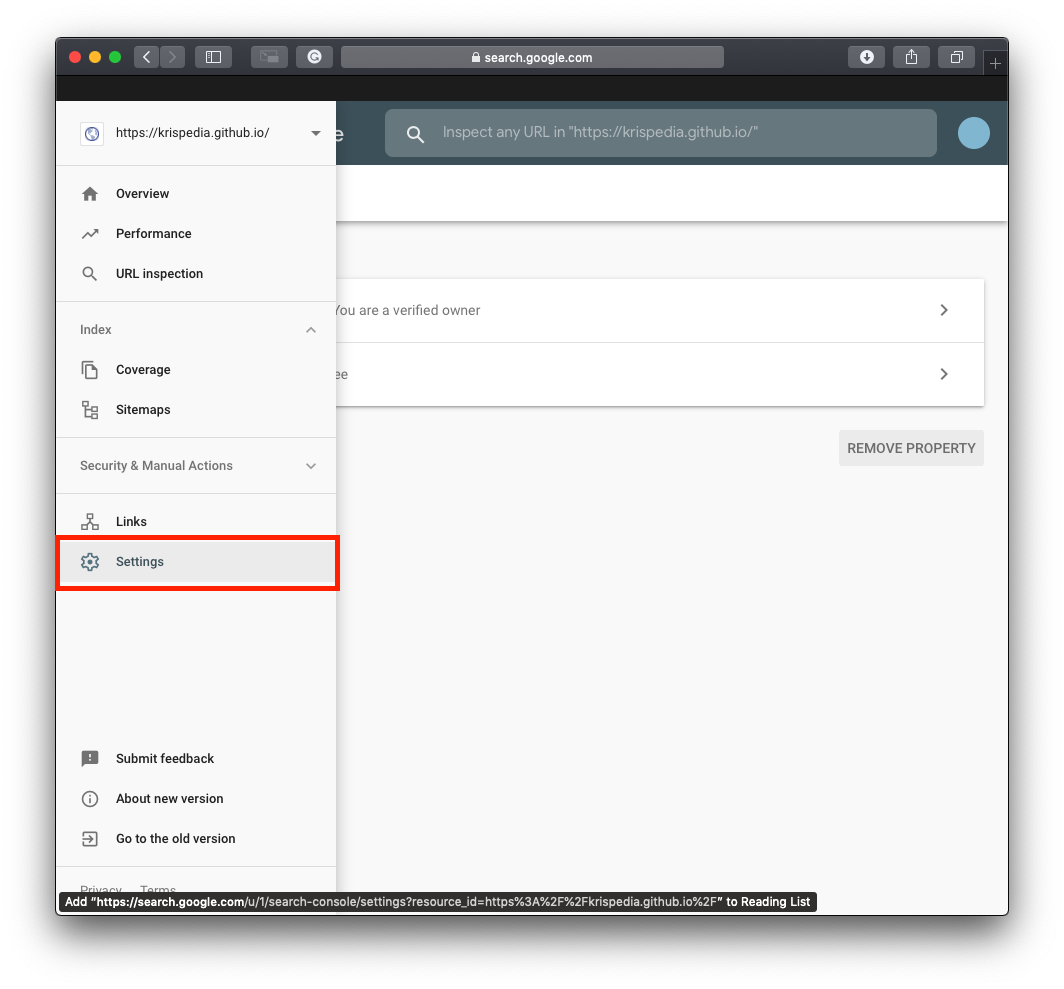 search.google.com
https://krispedia.github.io/
e
Inspect any URL in "https://krispedia.github.io/"
Overview
Performance
URL inspection
You are a verified owner
Index
Coverage
ee
Sitemaps
REMOVE PROPERTY
Security & Manual Actions
Links
Settings
Submit feedback
About new version
Go to the old version
Privacy Terms
Add "https://search.google.com/u/1/search-console/settings?resource_id=https%3A%2F%2Fkrispedia.github.io%2F" to Reading List